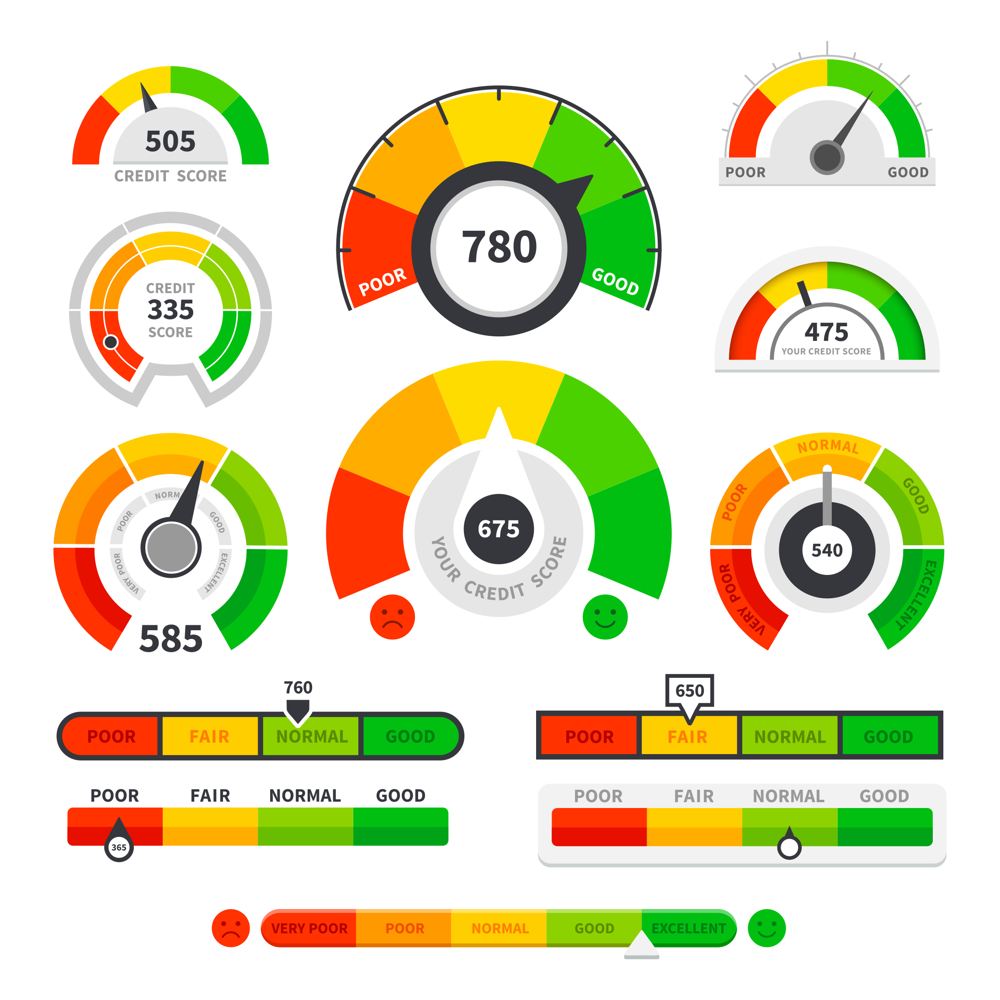 505
CREDIT SCORE
780
POOR
GOOD
POOR
GOOD
CREDIT
335
SCORE
475
YOUR CREDIT SCORE
675
YOUR CREDIT SCORE
VERY POOR
POOR
NORM
GOOD
EXCELLENT
585
VERY POOR
POOR
NORMAL
GOOD
EXCELLENT
540
760
POOR FAIR NORMAL GOOD
650
POOR FAIR NORMAL GOOD
POOR FAIR NORMAL GOOD
365
POOR FAIR NORMAL GOOD
VERY POOR POOR NORMAL GOOD EXCELLENT